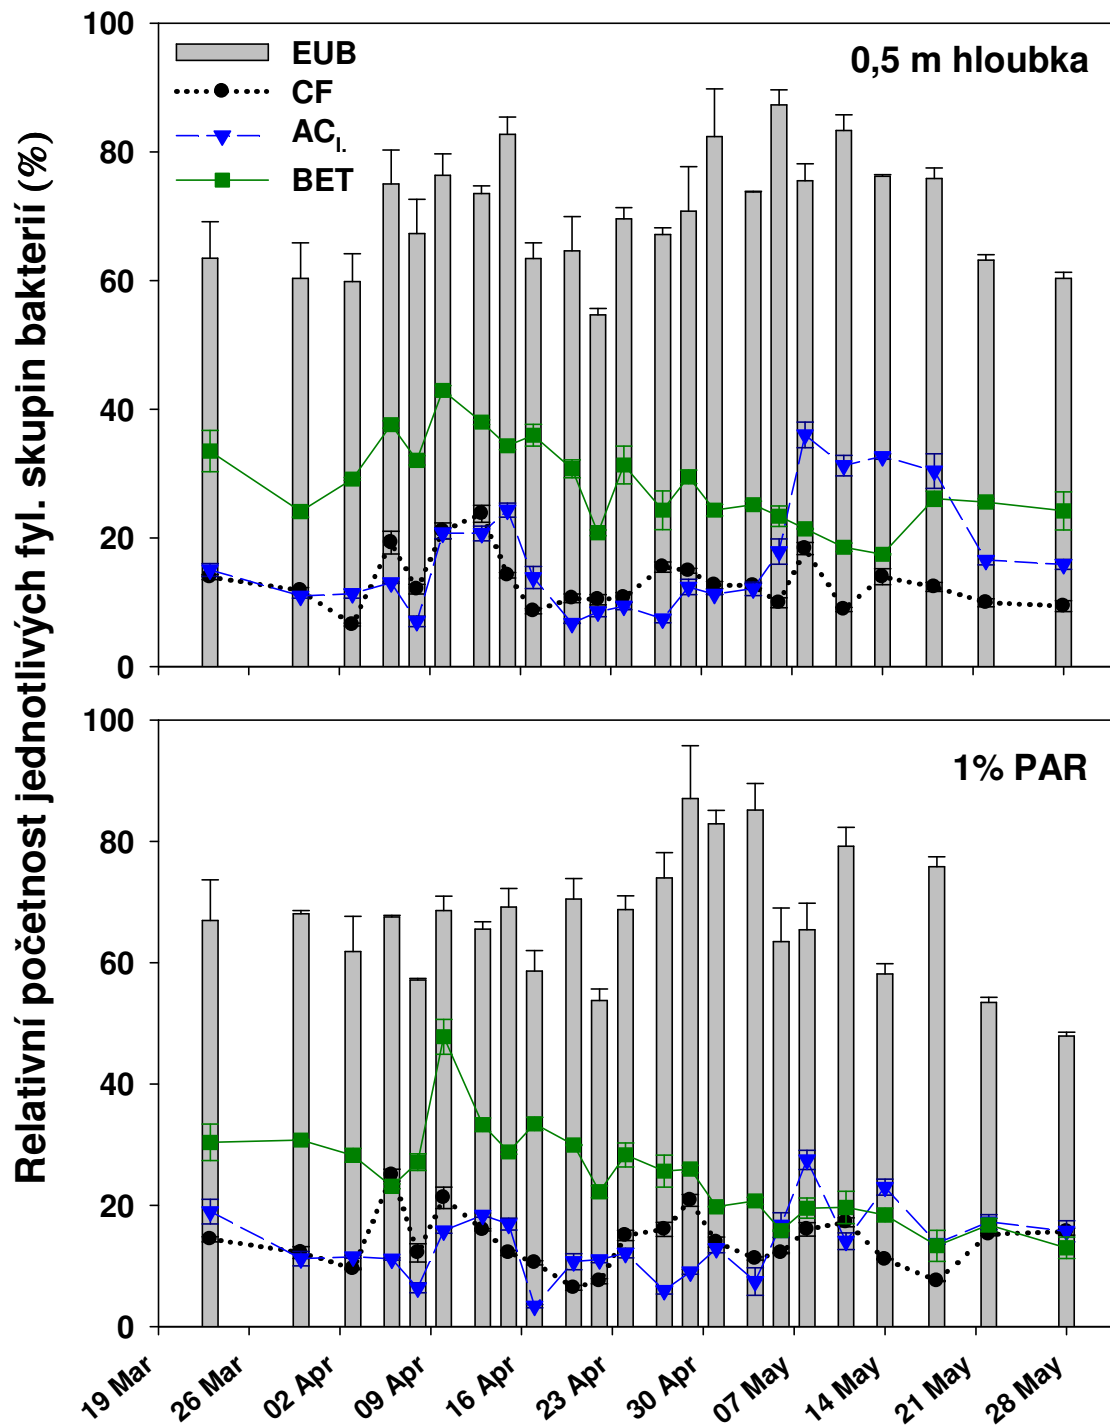 Relativní početnost jednotlivých fyl. skupin bakterií (%)
100
80
60
40
20
0
EUB
CF
AC I.
BET
0,5 m hloubka
100
80
60
40
20
0
1% PAR
19 Mar
26 Mar
02 Apr
09 Apr
16 Apr
23 Apr
30 Apr
07 May
14 May
21 May
28 May